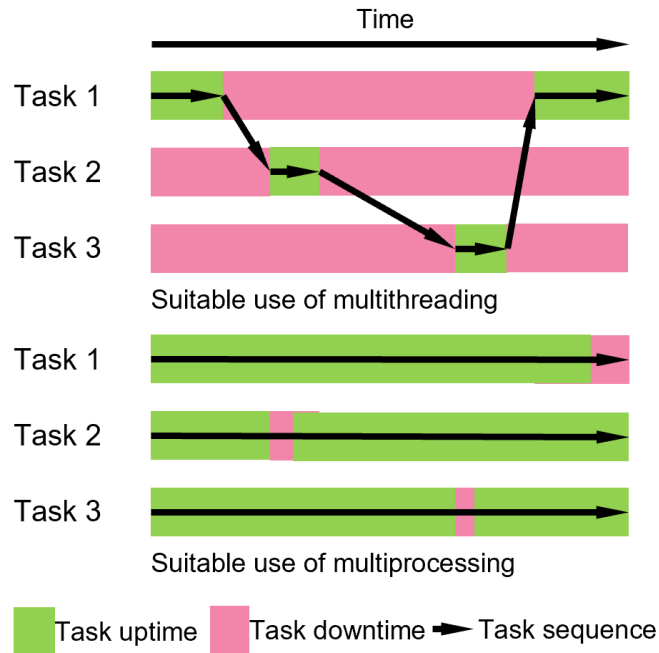 Time
Task 1
Task 2
Task 3
Suitable use of multithreading
Task 1
Task 2
Task 3
Suitable use of multiprocessing
Task uptime Task downtime Task sequence